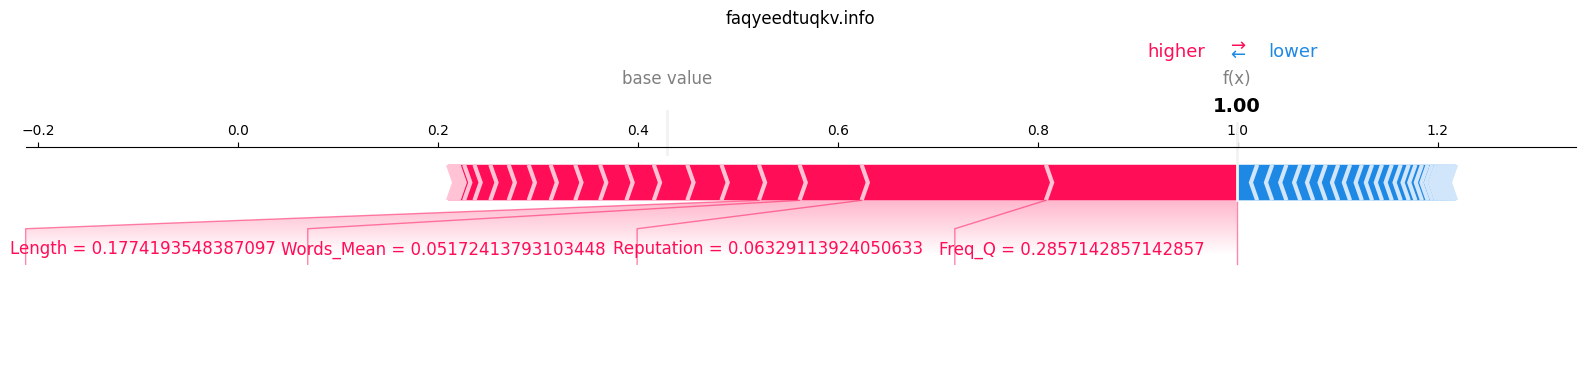 faqyeedtuqkv.info
higher → ← lower
base value f(x)
1.00
−0.2 0.0 0.2 0.4 0.6 0.8 1.0 1.2
Length = 0.1774193548387097 Words_Mean = 0.05172413793103448 Reputation = 0.06329113924050633 Freq_Q = 0.2857142857142857